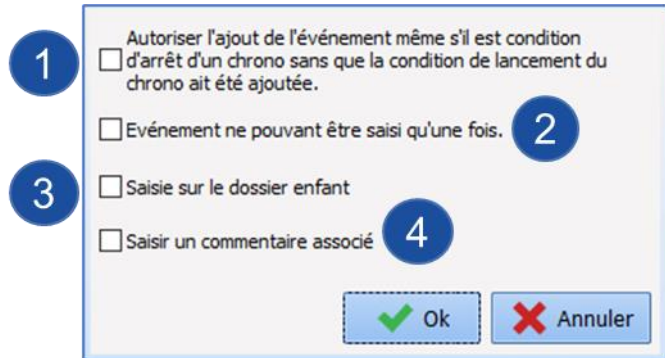 1
Autoriser l'ajout de l'événement même s'il est condition
d'arrêt d'un chrono sans que la condition de lancement du
chrono ait été ajoutée.
Evénement ne pouvant être saisi qu'une fois.
2
3
Saisie sur le dossier enfant
Saisir un commentaire associé
4
Ok
Annuler